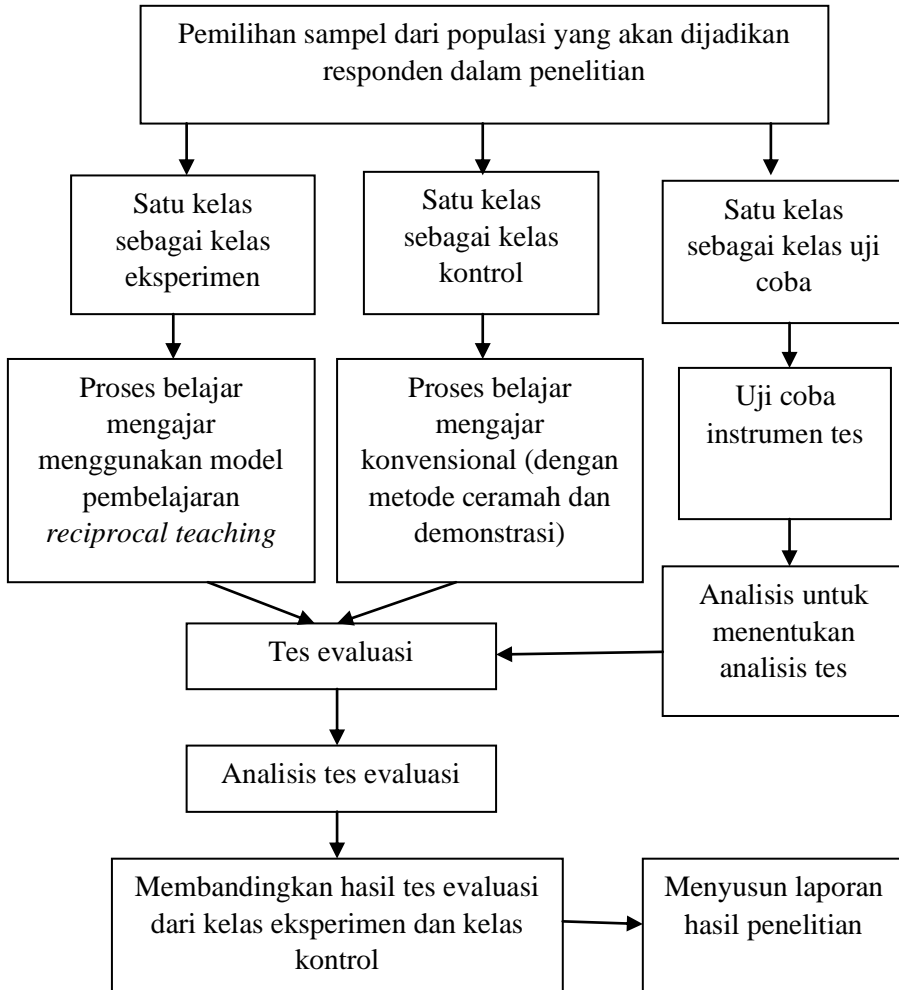 Pemilihan sampel dari populasi yang akan dijadikan
responden dalam penelitian
Satu kelas
sebagai kelas
eksperimen
Satu kelas
sebagai kelas
kontrol
Satu kelas
sebagai kelas uji
coba
Proses belajar
mengajar
menggunakan model
pembelajaran
reciprocal teaching
Proses belajar
mengajar
konvensional (dengan
metode ceramah dan
demonstrasi)
Uji coba
instrumen tes
Analisis untuk
menentukan
analisis tes
Tes evaluasi
Analisis tes evaluasi
Membandingkan hasil tes evaluasi
dari kelas eksperimen dan kelas
kontrol
Menyusun laporan
hasil penelitian